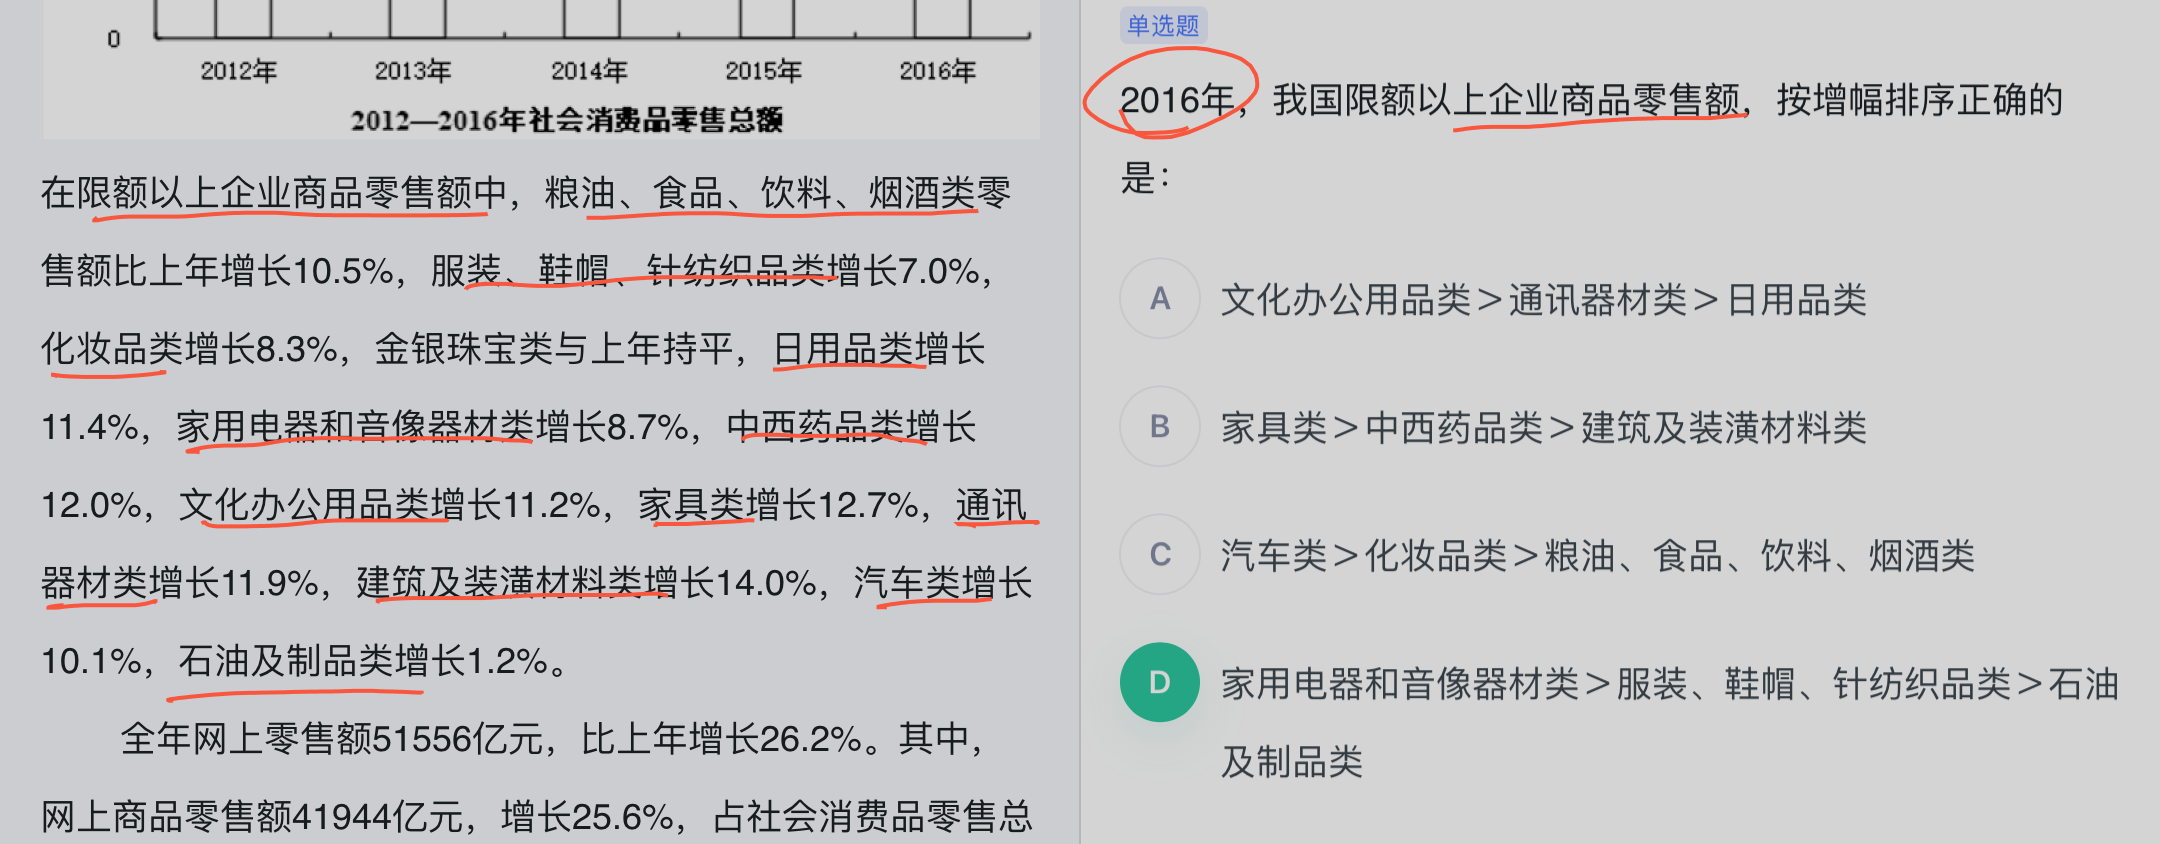 0
2012年 2013年 2014年 2015年 2016年
2012—2016年社会消费品零售总额
在限额以上企业商品零售额中，粮油、食品、饮料、烟酒类零
售额比上年增长10.5%，服装、鞋帽、针纺织品类增长7.0%，
化妆品类增长8.3%，金银珠宝类与上年持平，日用品类增长
11.4%，家用电器和音像器材类增长8.7%，中西药品类增长
12.0%，文化办公用品类增长11.2%，家具类增长12.7%，通讯
器材类增长11.9%，建筑及装潢材料类增长14.0%，汽车类增长
10.1%，石油及制品类增长1.2%。
全年网上零售额51556亿元，比上年增长26.2%。其中，
网上商品零售额41944亿元，增长25.6%，占社会消费品零售总
单选题
2016年，我国限额以上企业商品零售额，按增幅排序正确的
是：
A 文化办公用品类＞通讯器材类＞日用品类
B 家具类＞中西药品类＞建筑及装潢材料类
C 汽车类＞化妆品类＞粮油、食品、饮料、烟酒类
D 家用电器和音像器材类＞服装、鞋帽、针纺织品类＞石油
及制品类